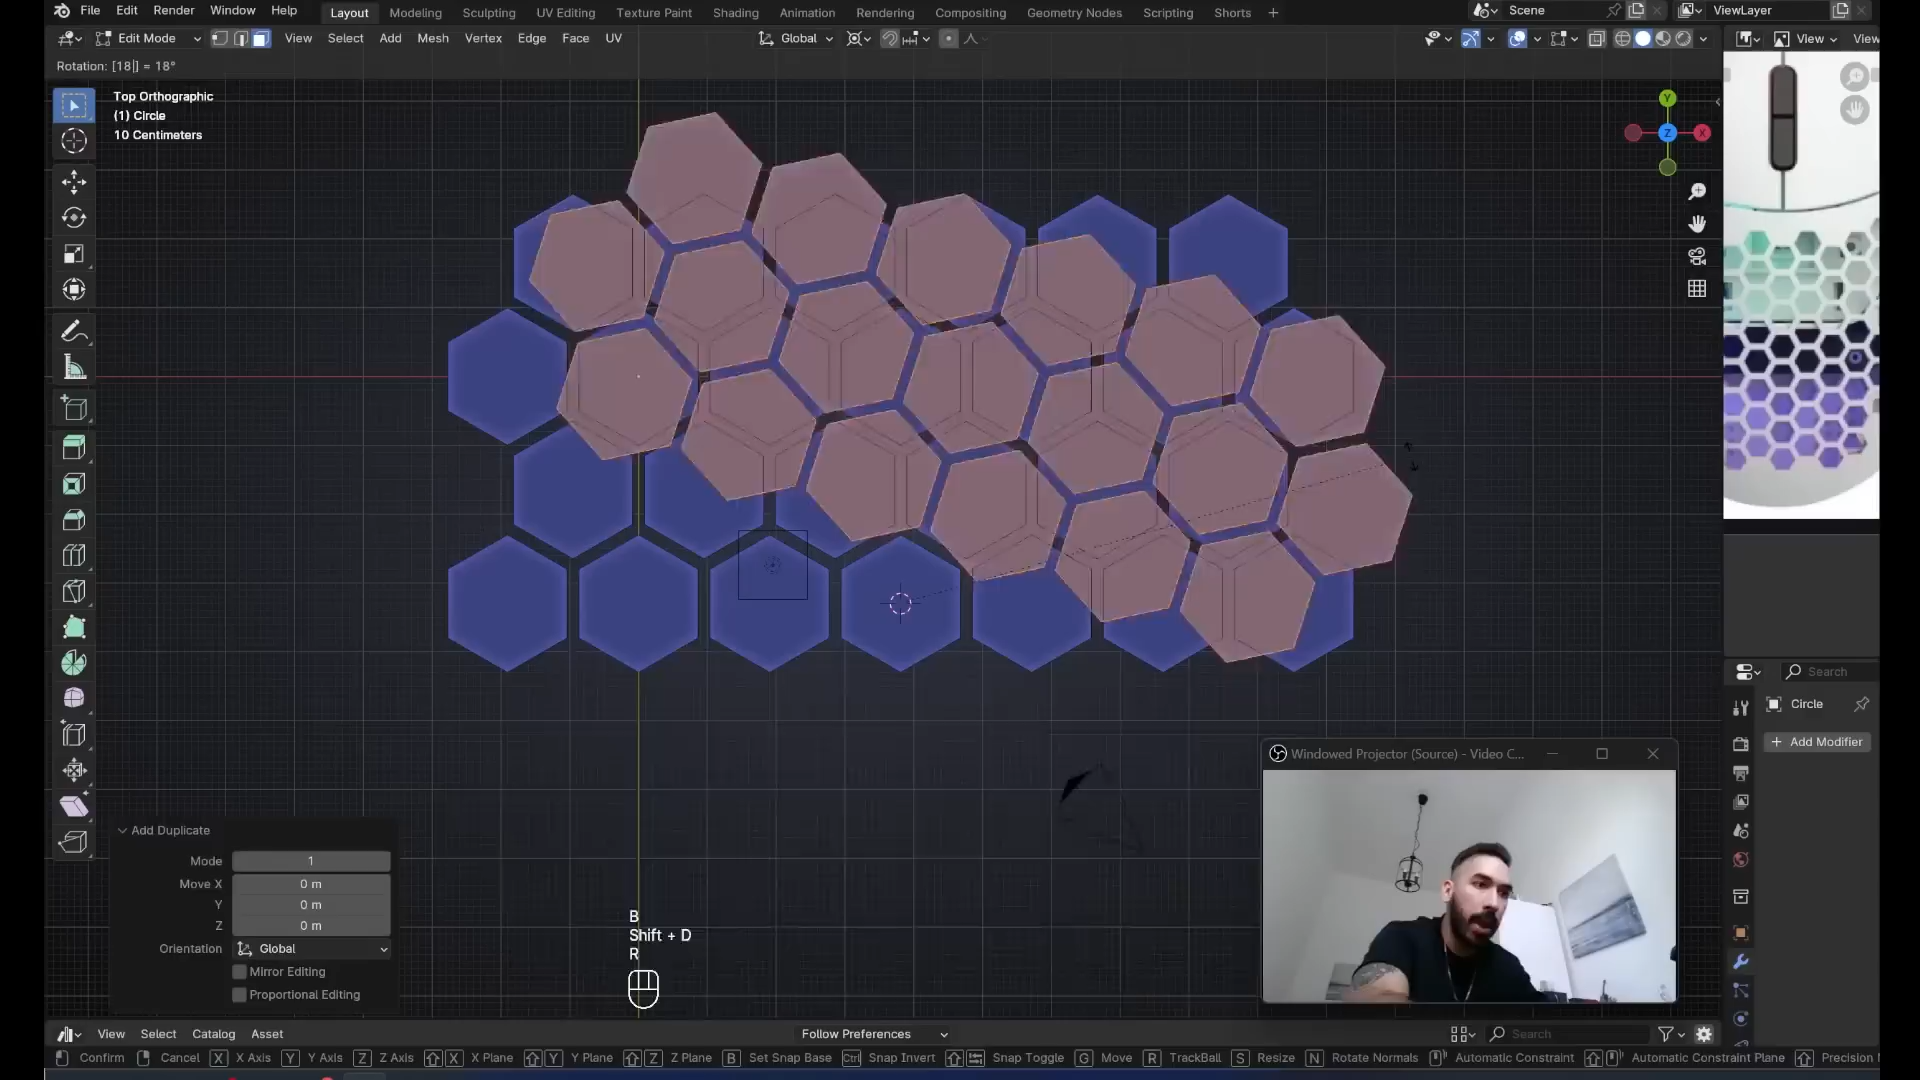 File Edit Render Window Help Layout Modeling Sculpting UV Editing Texture Paint Shading Animation Rendering Compositing Geometry Nodes Scripting Shorts + Scene ViewLayer
Edit Mode View Select Add Mesh Vertex Edge Face UV Global View View
Rotation: [18|] = 18°
Top Orthographic
(1) Circle
10 Centimeters
Y
Z X
Search
Circle
+ Add Modifier
Windowed Projector (Source) - Video C...
Add Duplicate
Mode 1
Move X 0 m
Y 0 m
Z 0 m
Orientation Global
Mirror Editing
Proportional Editing
B
Shift + D
R
View Select Catalog Asset Follow Preferences Search
Confirm Cancel X X Axis Y Y Axis Z Z Axis X X Plane Y Y Plane Z Z Plane B Set Snap Base Ctrl Snap Invert Snap Toggle G Move R TrackBall S Resize N Rotate Normals Automatic Constraint Automatic Constraint Plane Precision